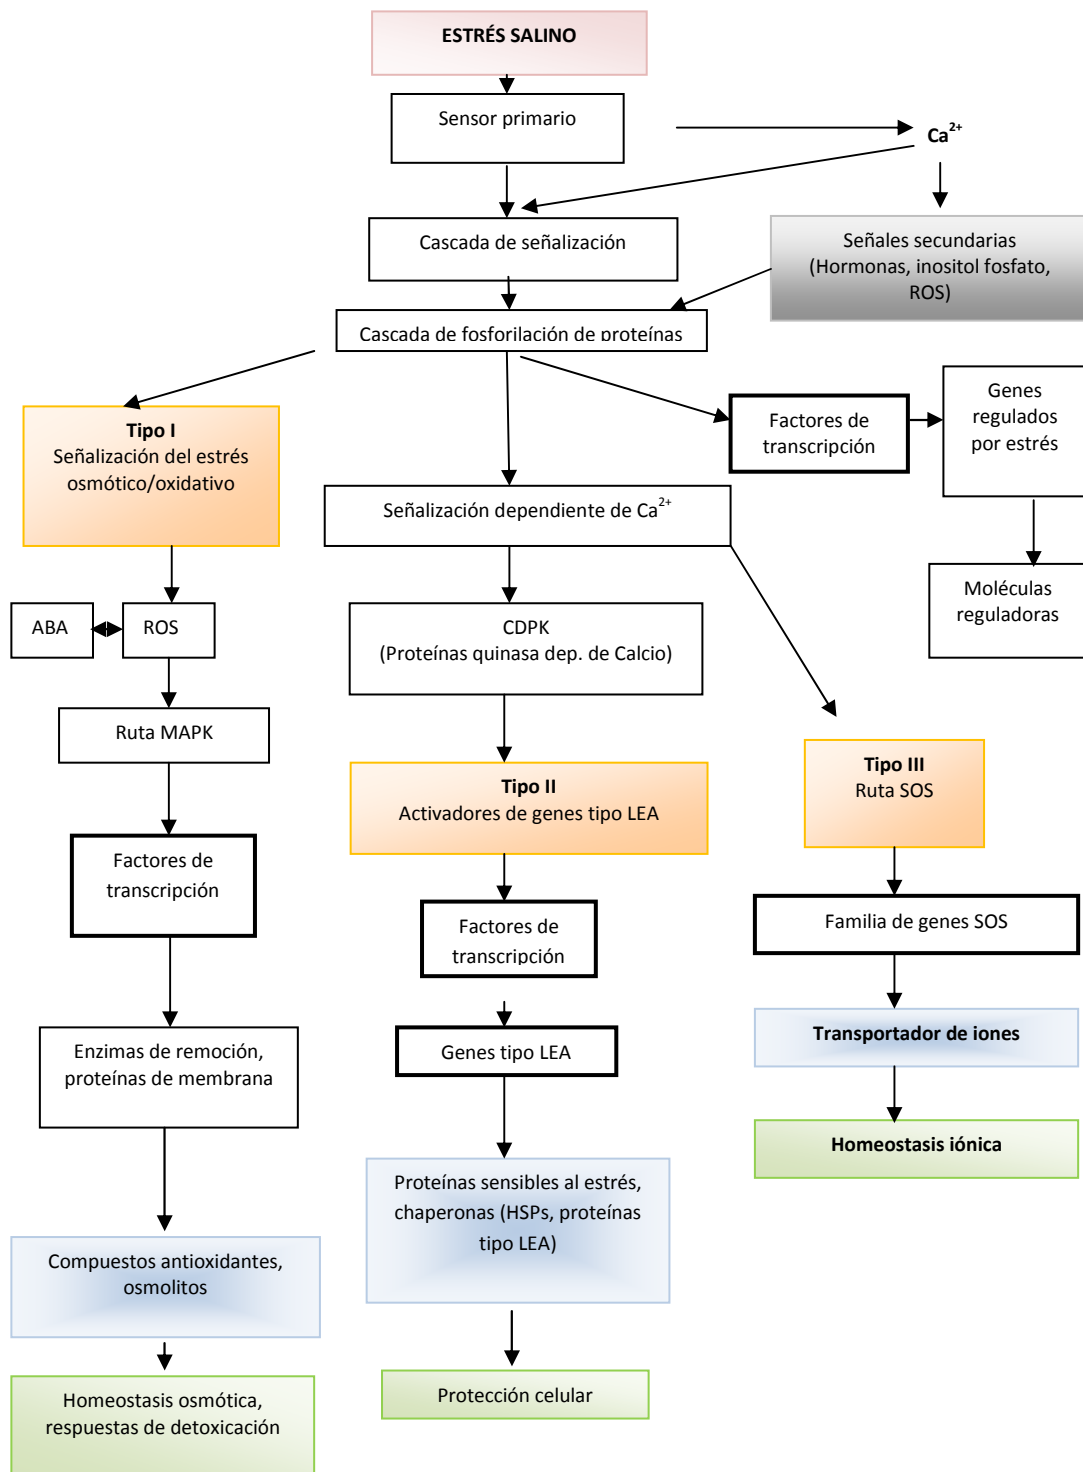 ESTRÉS SALINO
Sensor primario
Ca2+
Cascada de señalización
Señales secundarias
(Hormonas, inositol fosfato,
ROS)
Cascada de fosforilación de proteínas
Tipo I
Señalización del estrés
osmótico/oxidativo
Factores de
transcripción
Genes
regulados
por estrés
Señalización dependiente de Ca2+
Moléculas
reguladoras
ABA
ROS
CDPK
(Proteínas quinasa dep. de Calcio)
Ruta MAPK
Tipo II
Activadores de genes tipo LEA
Tipo III
Ruta SOS
Factores de
transcripción
Factores de
transcripción
Familia de genes SOS
Enzimas de remoción,
proteínas de membrana
Genes tipo LEA
Transportador de iones
Homeostasis iónica
Proteínas sensibles al estrés,
chaperonas (HSPs, proteínas
tipo LEA)
Compuestos antioxidantes,
osmolitos
Homeostasis osmótica,
respuestas de detoxicación
Protección celular